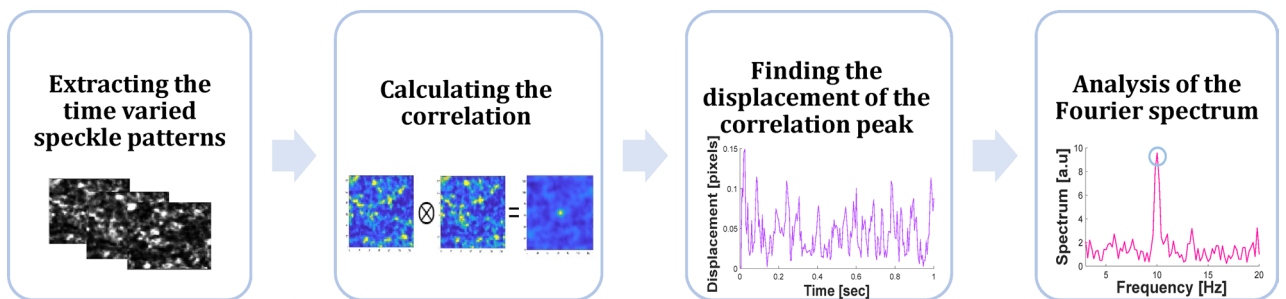 Extracting the
time varied
speckle patterns
Calculating the
correlation
=
Finding the
displacement of the
correlation peak
Displacement [pixels]
0.15
0.1
0.05
0
0
0.2
0.4
0.6
0.8
1
Time [sec]
Analysis of the
Fourier spectrum
Spectrum [a.u]
10
8
6
4
2
0
5
10
15
20
Frequency [Hz]